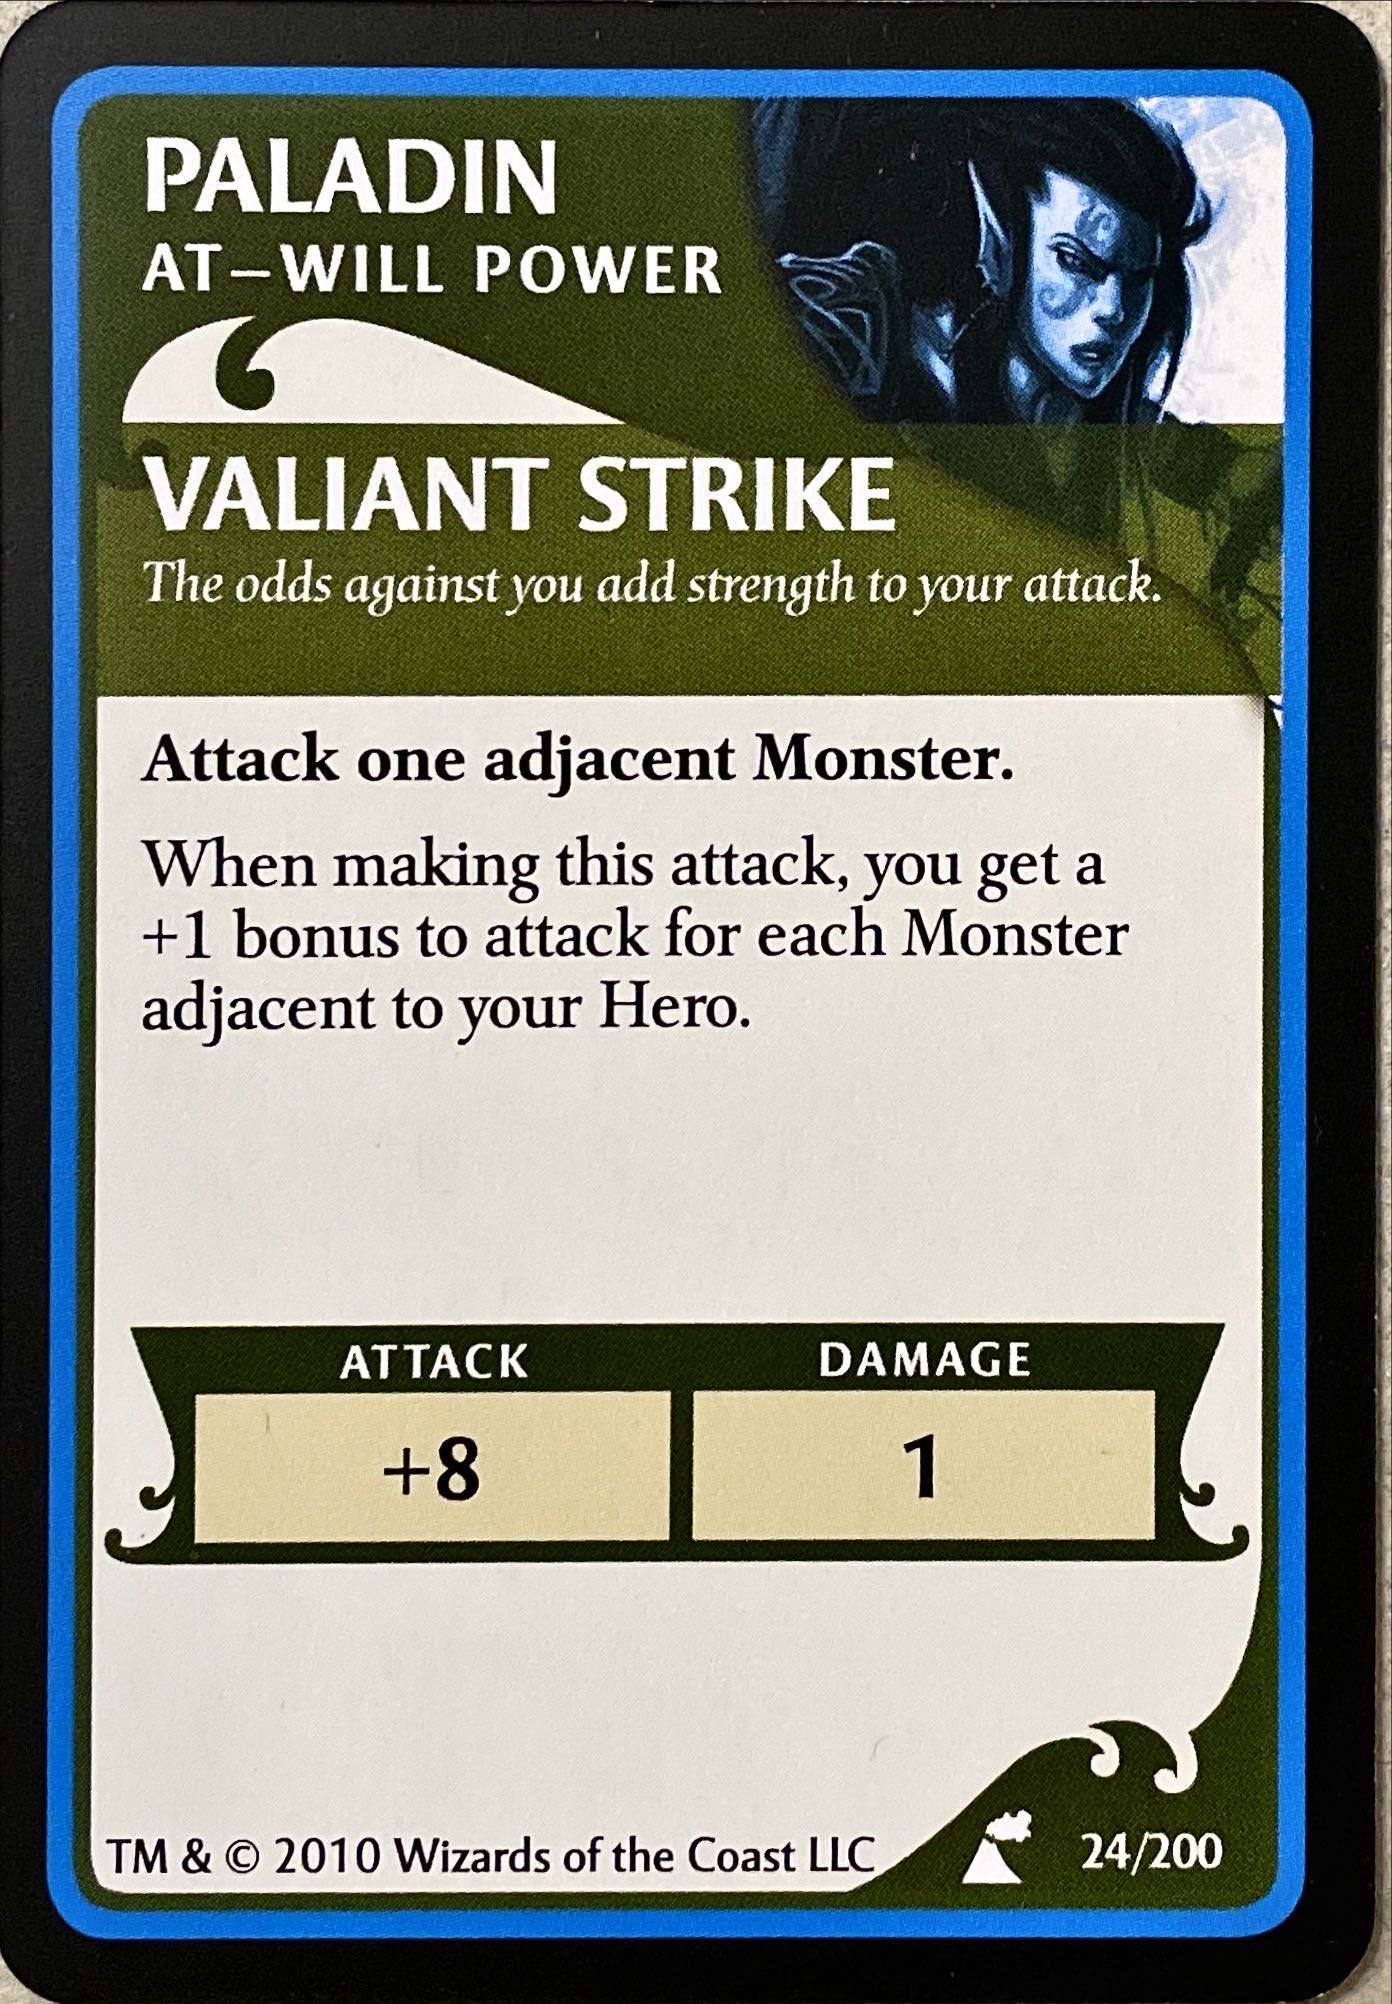 PALADIN
AT–WILL POWER
VALIANT STRIKE
The odds against you add strength to your attack.
Attack one adjacent Monster.
When making this attack, you get a
+1 bonus to attack for each Monster
adjacent to your Hero.
ATTACK DAMAGE
+8 1
TM & © 2010 Wizards of the Coast LLC 24/200